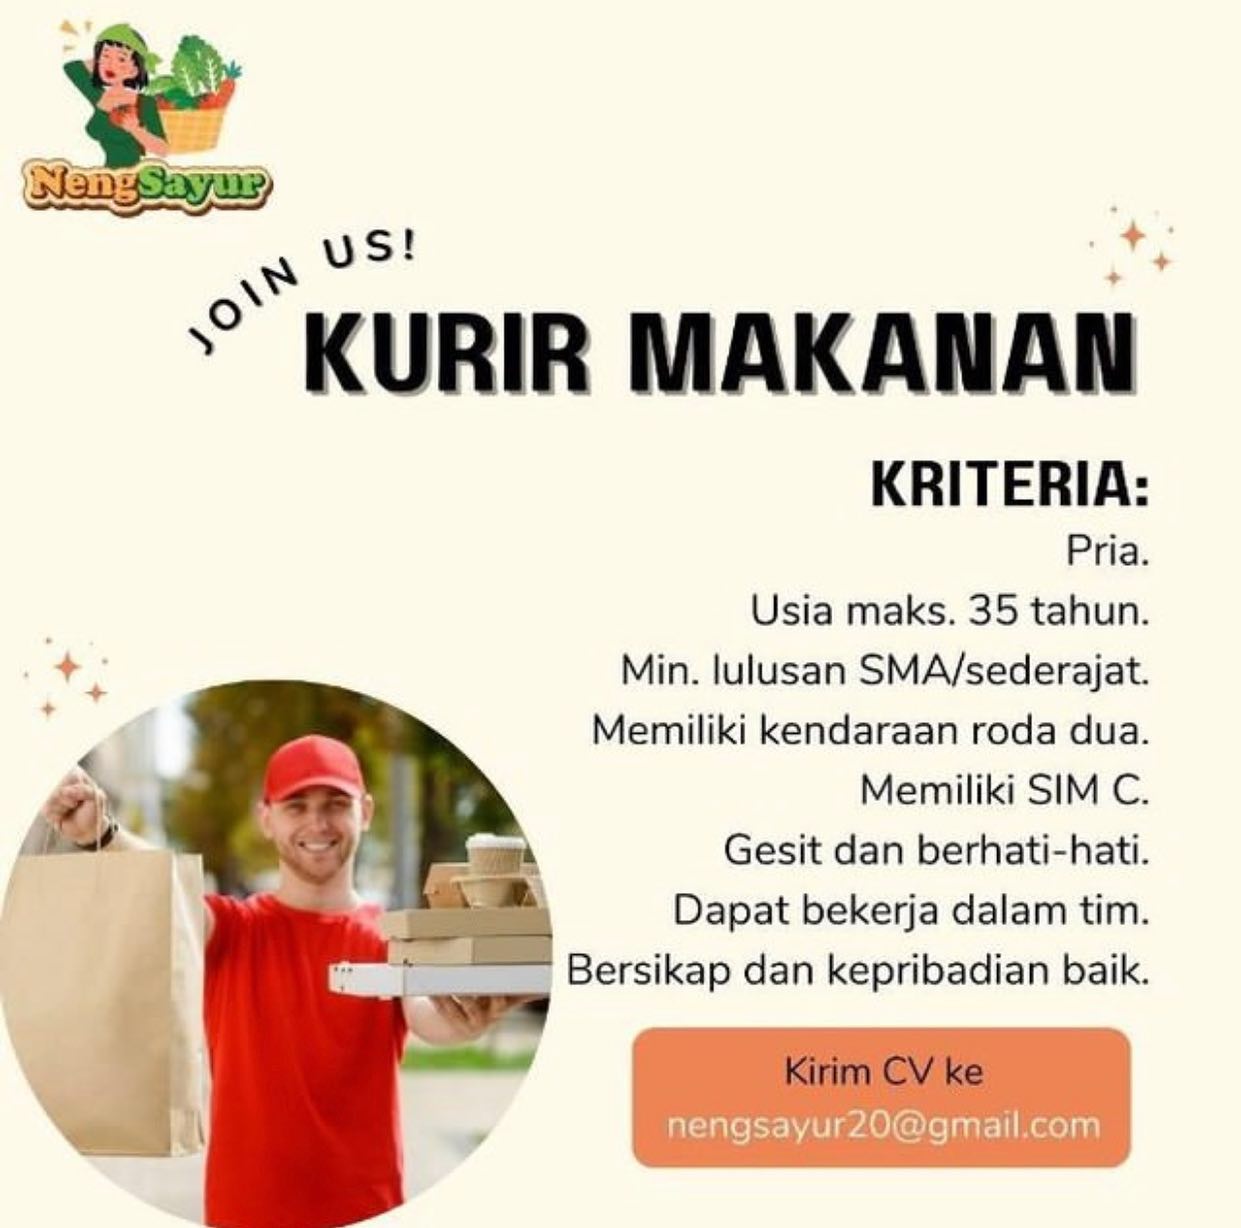 NengSayur
JOIN US!
KURIR MAKANAN
KRITERIA:
Pria.
Usia maks. 35 tahun.
Min. lulusan SMA/sederajat.
Memiliki kendaraan roda dua.
Memiliki SIM C.
Gesit dan berhati-hati.
Dapat bekerja dalam tim.
Bersikap dan kepribadian baik.
Kirim CV ke
nengsayur20@gmail.com